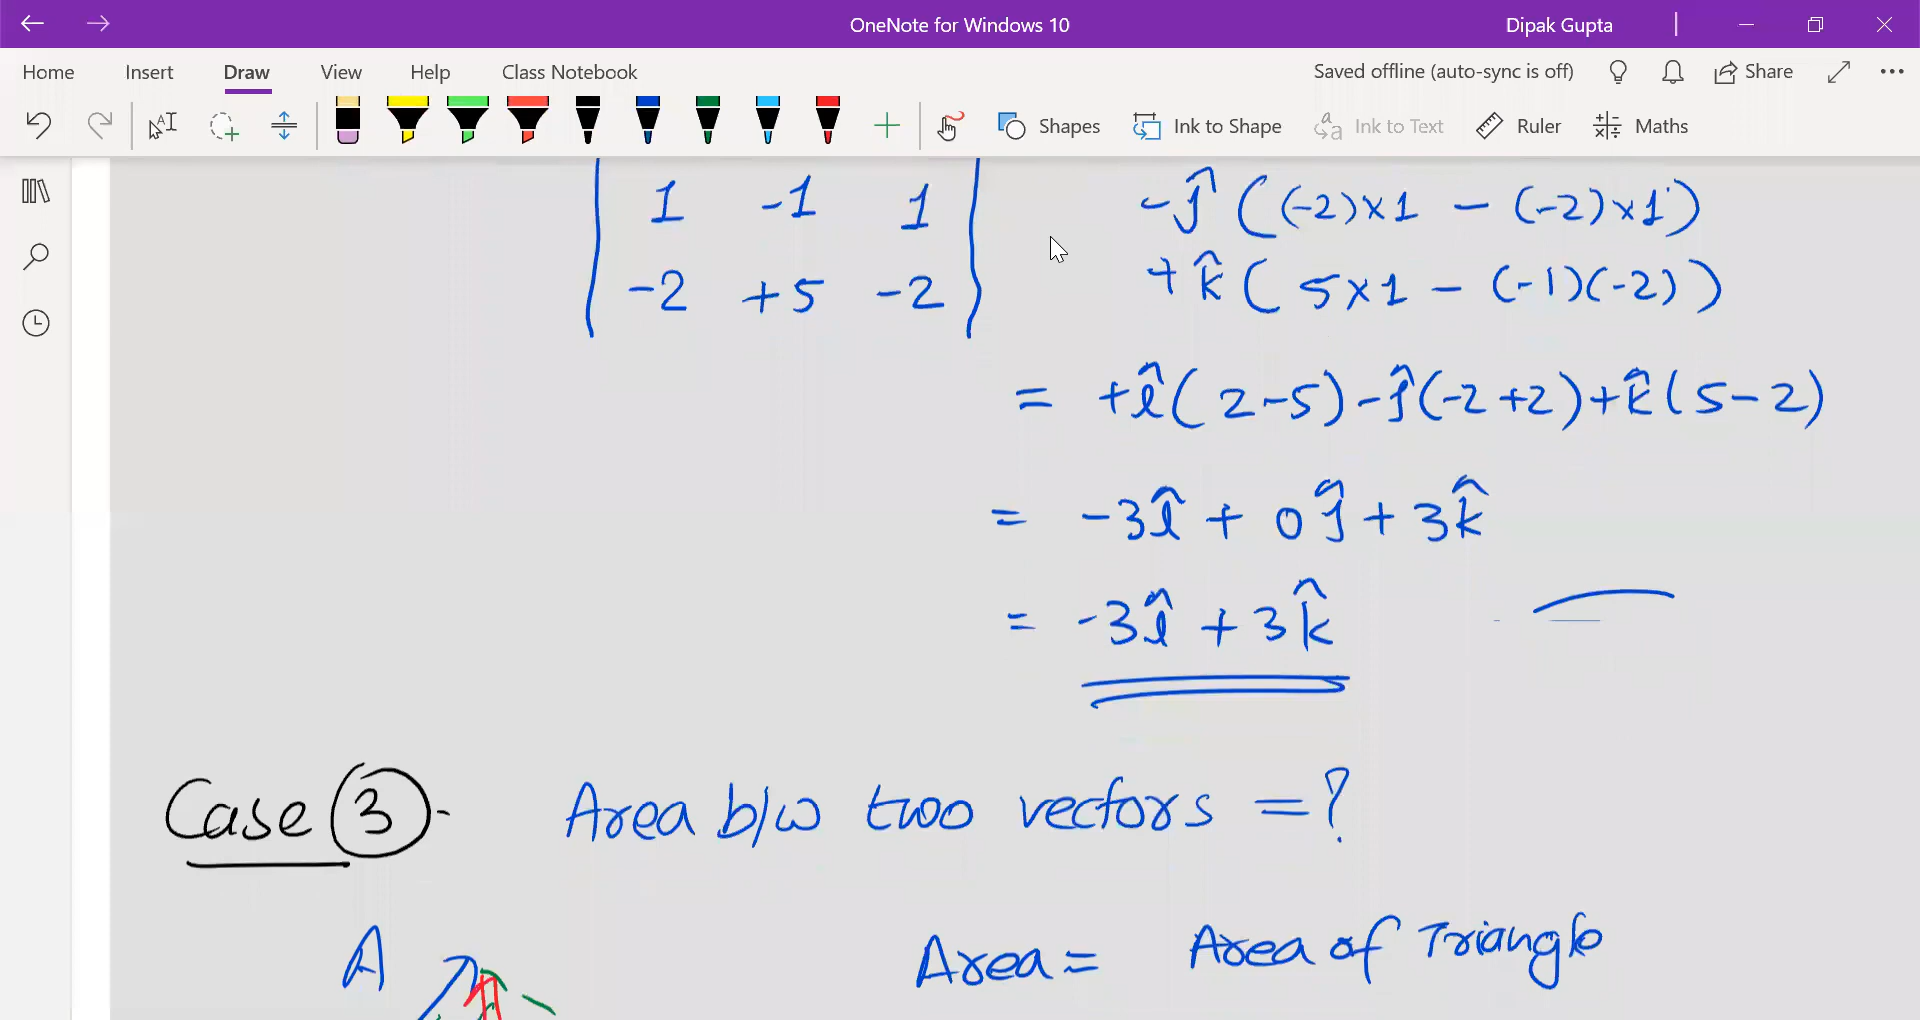 OneNote for Windows 10
Dipak Gupta
Home Insert Draw View Help Class Notebook
Saved offline (auto-sync is off) Share
Shapes Ink to Shape Ink to Text Ruler Maths
1 -1 1
-ĵ ((-2)×1 - (-2)×1)
-2 +5 -2
+ k̂ ( 5×1 - (-1)(-2))
= +î(2-5)-ĵ(-2+2)+k̂(5-2)
= -3î + 0ĵ + 3k̂
= -3î + 3k̂
Case 3 - Area b/w two vectors = ?
A
Area = Area of Triangle